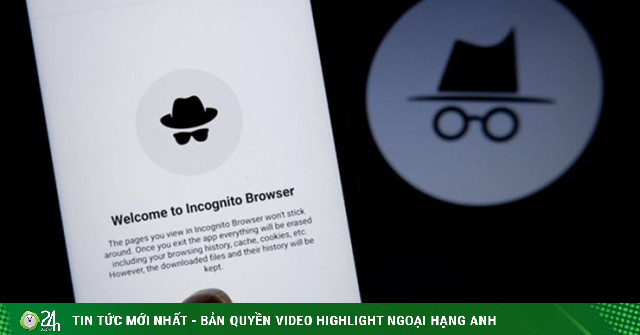 Welcome to Incognito Browser
The pages you view in Incognito Browser won't stick
around. Once you exit the app everything will be erased
including your browsing history, cache, cookies, etc.
However, the downloaded files and their history will be
kept.
24h
TIN TỨC MỚI NHẤT - BẢN QUYỀN VIDEO HIGHLIGHT NGOẠI HẠNG ANH